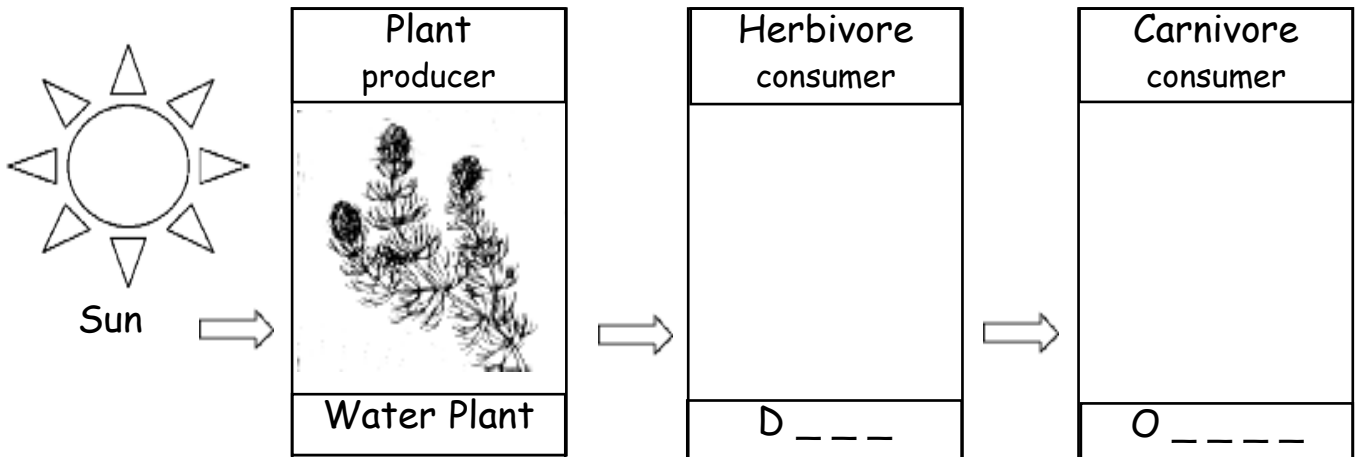 Plant
producer
Herbivore
consumer
Carnivore
consumer
Sun
Water Plant
D _ _ _
O _ _ _ _